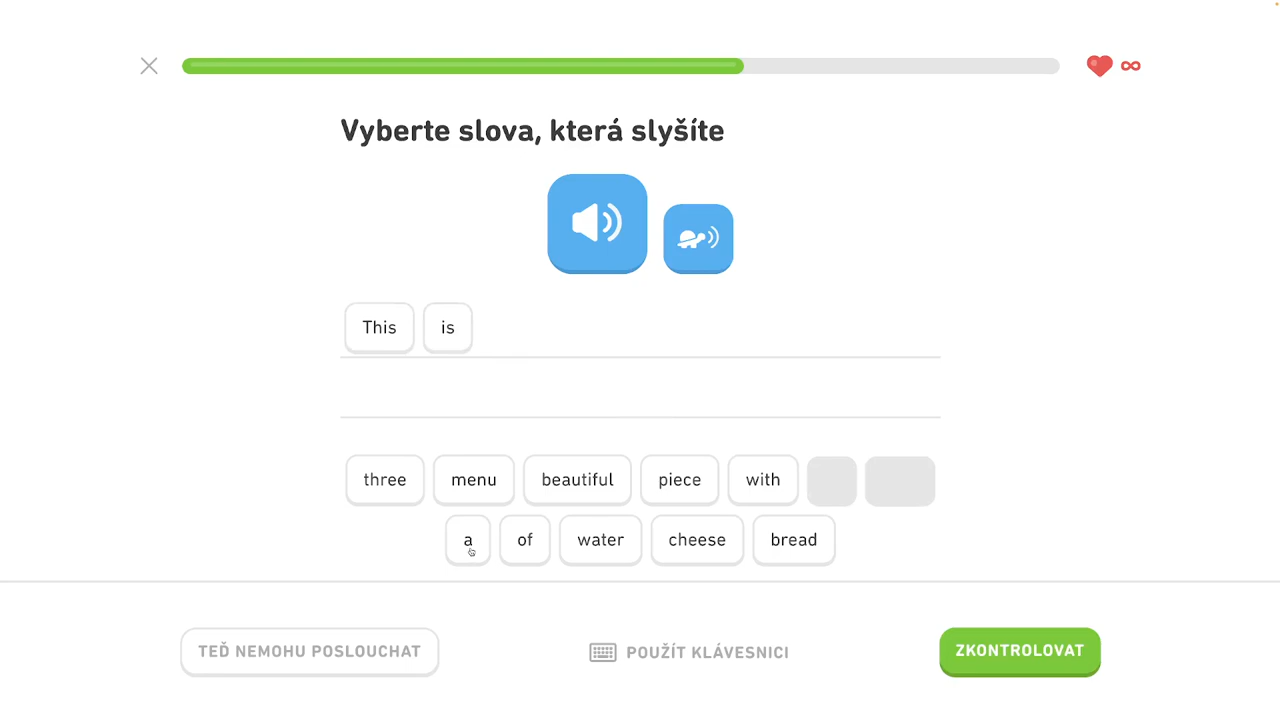 Vyberte slova, která slyšíte
This is
three menu beautiful piece with
a of water cheese bread
TEĎ NEMOHU POSLOUCHAT POUŽÍT KLÁVESNICI ZKONTROLOVAT